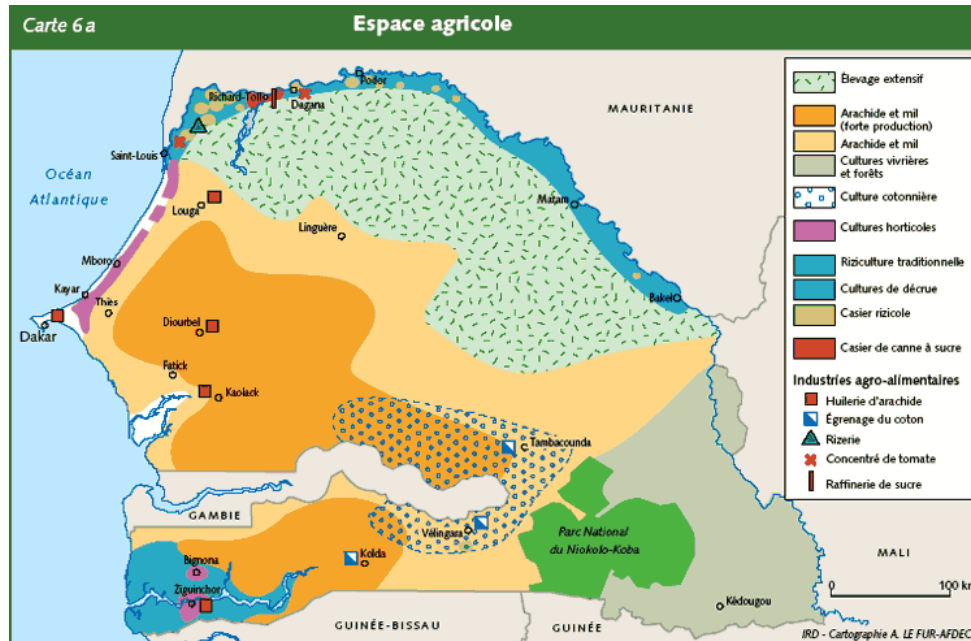 Carte 6 a
Espace agricole
Élevage extensif
Arachide et mil
(forte production)
Arachide et mil
Cultures vivrières
et forêts
Culture cotonnière
Cultures horticoles
Riziculture traditionnelle
Cultures de décrue
Casier rizicole
Casier de canne à sucre
Industries agro-alimentaires
Huilerie d'arachide
Égrenage du coton
Rizerie
Concentré de tomate
Raffinerie de sucre
Podor
Richard-Toll
Dagana
MAURITANIE
Saint-Louis
Océan
Atlantique
Louga
Matam
Linguère
Mboro
Kayar
Thiès
Bakel
Dakar
Diourbel
Fatick
Kaolack
Tambacounda
GAMBIE
Vélingara
Parc National
du Niokolo-Koba
Kolda
MALI
Bignona
Ziguinchor
Kédougou
0 100 km
GUINÉE-BISSAU
GUINÉE
IRD - Cartographie A. LE FUR-AFDEC